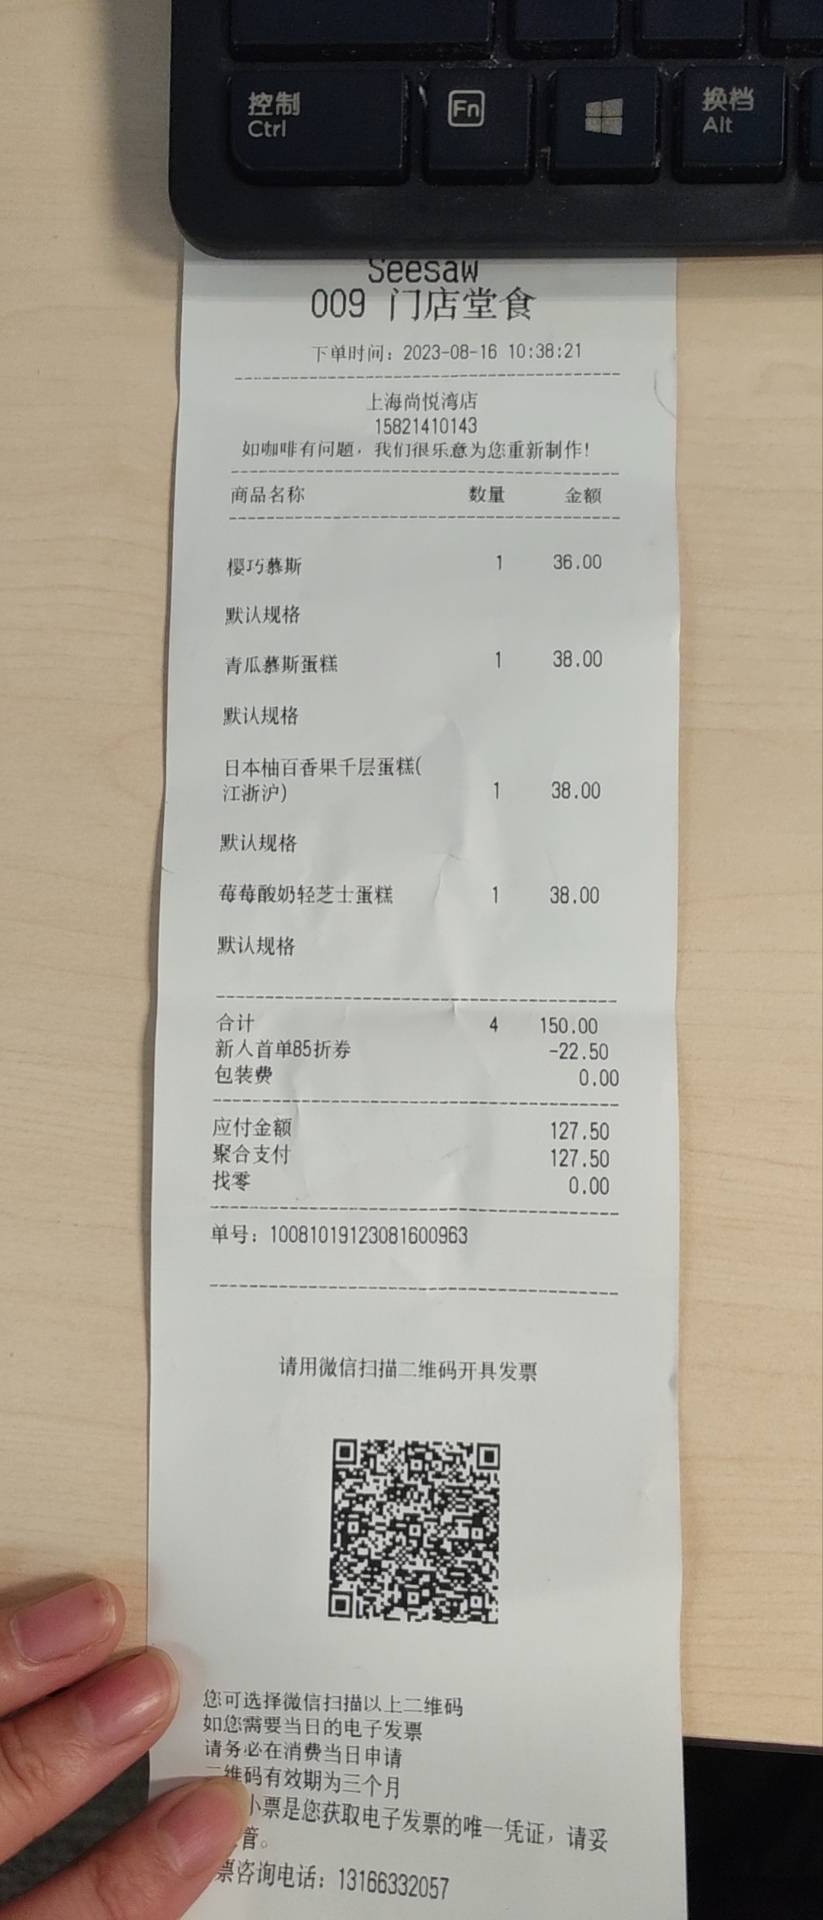 控制
Ctrl
Fn
换档
Alt
Seesaw
009 门店堂食
下单时间：2023-08-16 10:38:21
上海尚悦湾店
15821410143
如咖啡有问题，我们很乐意为您重新制作！
商品名称 数量 金额
樱巧慕斯 1 36.00
默认规格
青瓜慕斯蛋糕 1 38.00
默认规格
日本柚百香果千层蛋糕(
江浙沪) 1 38.00
默认规格
莓莓酸奶轻芝士蛋糕 1 38.00
默认规格
合计 4 150.00
新人首单85折券 -22.50
包装费 0.00
应付金额 127.50
聚合支付 127.50
找零 0.00
单号：10081019123081600963
请用微信扫描二维码开具发票
您可选择微信扫描以上二维码
如您需要当日的电子发票
请务必在消费当日申请
二维码有效期为三个月
小票是您获取电子发票的唯一凭证，请妥
管。
票咨询电话：13166332057